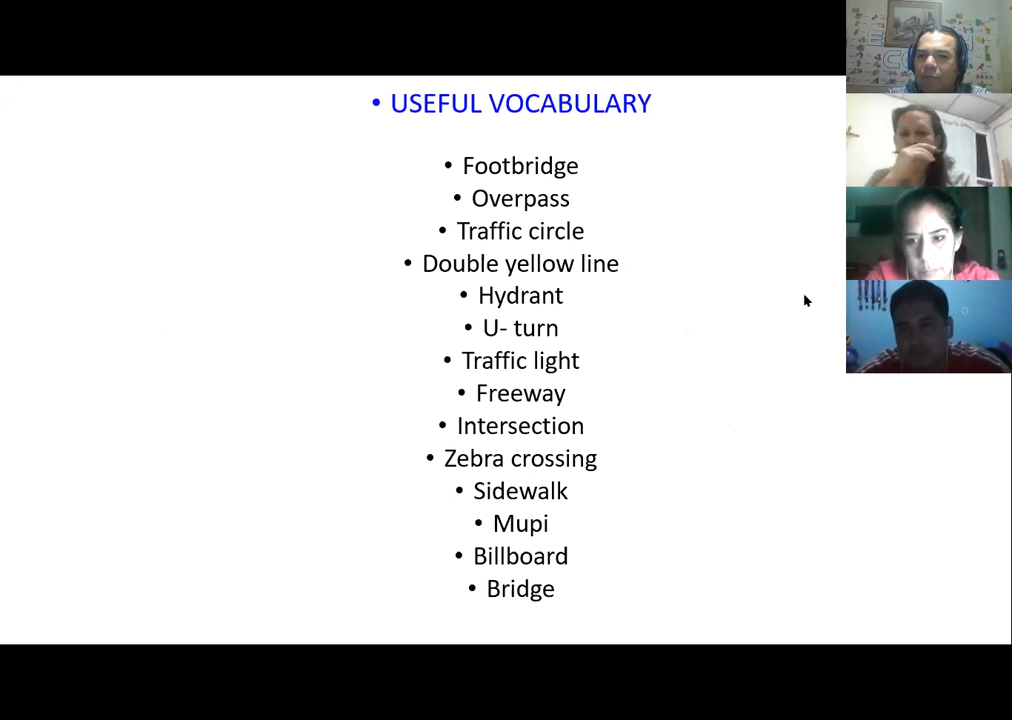 • USEFUL VOCABULARY
• Footbridge
• Overpass
• Traffic circle
• Double yellow line
• Hydrant
• U- turn
• Traffic light
• Freeway
• Intersection
• Zebra crossing
• Sidewalk
• Mupi
• Billboard
• Bridge